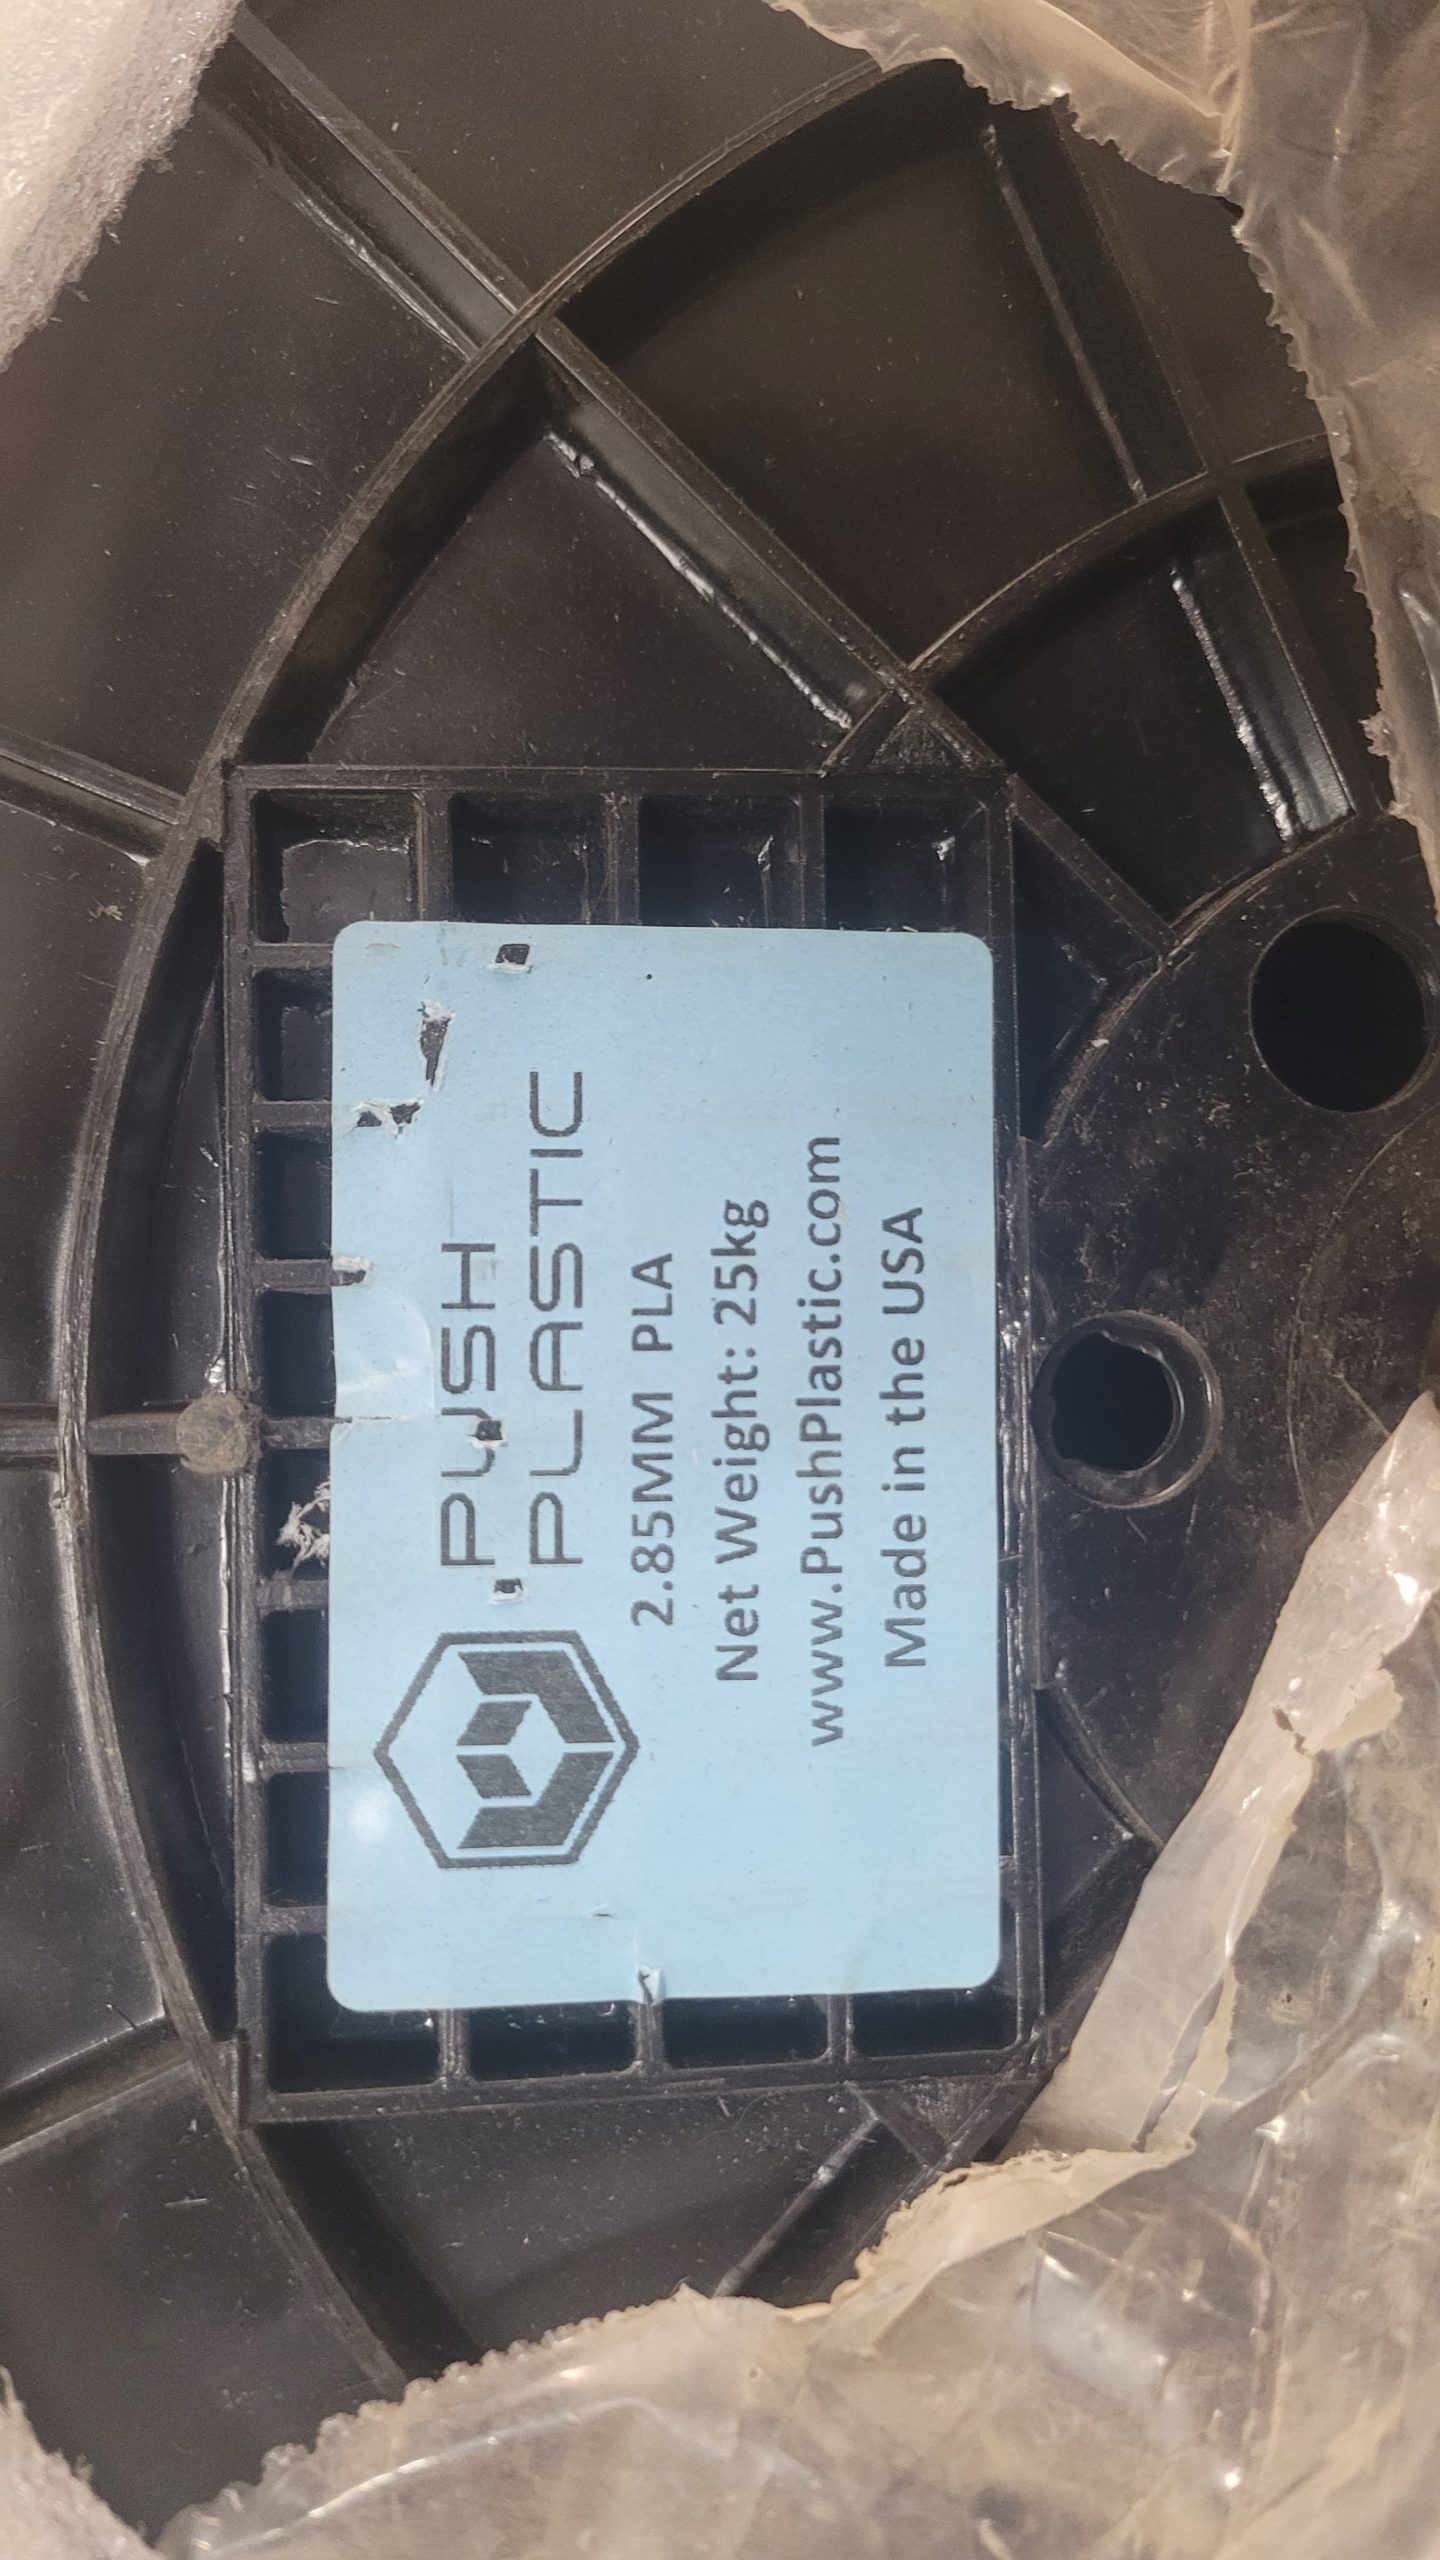 PUSH
PLASTIC
2.85MM PLA
Net Weight: 25kg
www.PushPlastic.com
Made in the USA